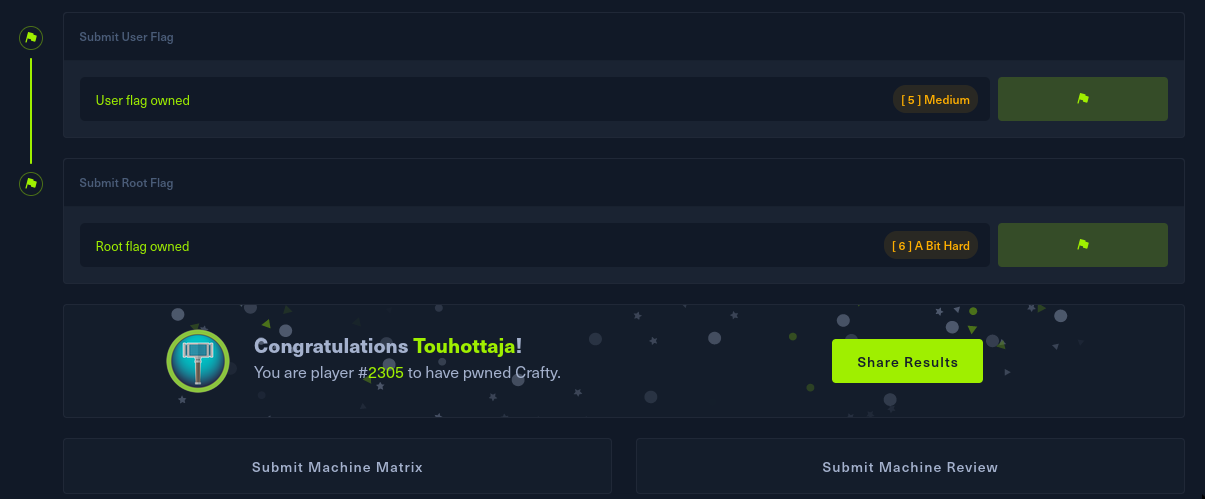 Submit User Flag
User flag owned
[ 5 ] Medium
Submit Root Flag
Root flag owned
[ 6 ] A Bit Hard
Congratulations Touhottaja!
You are player #2305 to have pwned Crafty.
Share Results
Submit Machine Matrix
Submit Machine Review